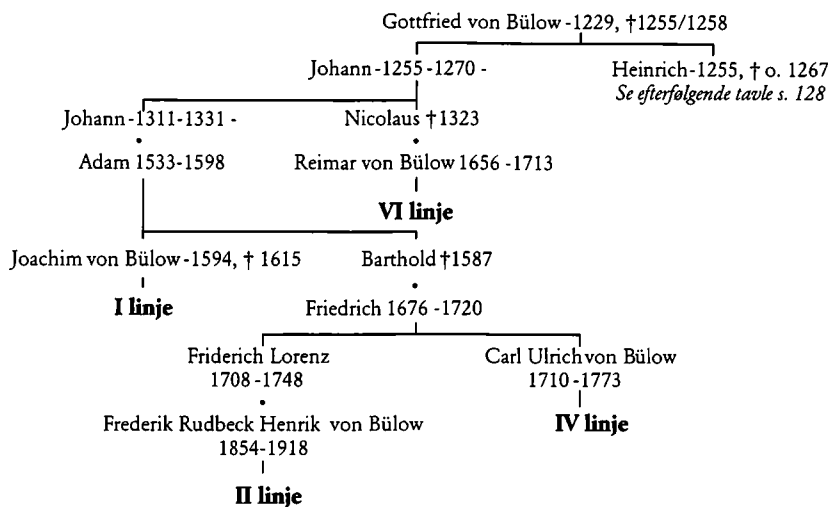 Gottfried von Bülow -1229, †1255/1258
Johann -1255 -1270 -
Heinrich-1255, † o. 1267
Se efterfølgende tavle s. 128
Johann -1311-1331 -
Nicolaus †1323
Adam 1533-1598
Reimar von Bülow 1656 -1713
VI linje
Joachim von Bülow -1594, † 1615
Barthold †1587
I linje
Friedrich 1676 -1720
Friderich Lorenz
1708 -1748
Carl Ulrich von Bülow
1710 -1773
Frederik Rudbeck Henrik von Bülow
1854-1918
IV linje
II linje